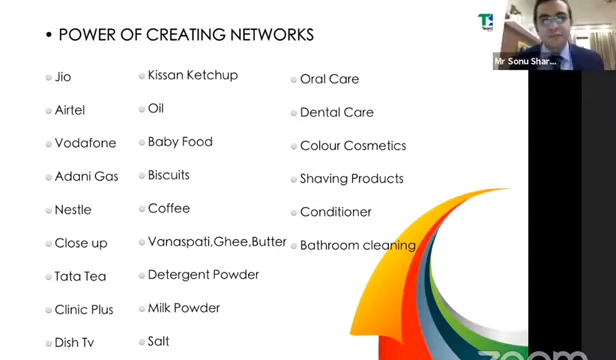 POWER OF CREATING NETWORKS
Jio
Airtel
Vodafone
Adani Gas
Nestle
Close up
Tata Tea
Clinic Plus
Dish Tv
Kissan Ketchup
Oil
Baby Food
Biscuits
Coffee
Vanaspati,Ghee,Butter
Detergent Powder
Milk Powder
Salt
Oral Care
Dental Care
Colour Cosmetics
Shaving Products
Conditioner
Bathroom cleaning
Mr Sonu Shar...
zoom